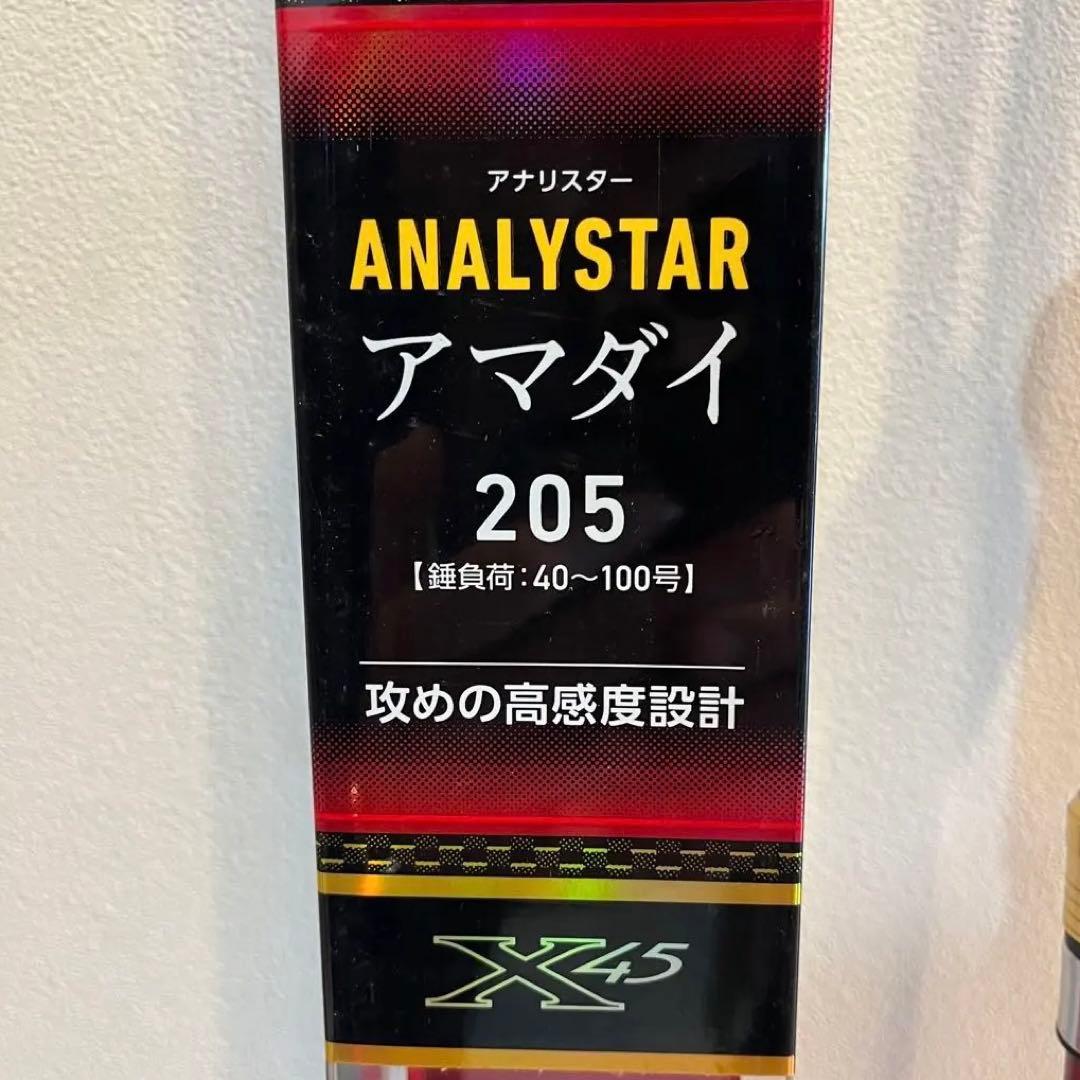 アナリスター
ANALYSTAR
アマダイ
205
【錘負荷:40〜100号】
攻めの高感度設計
X45